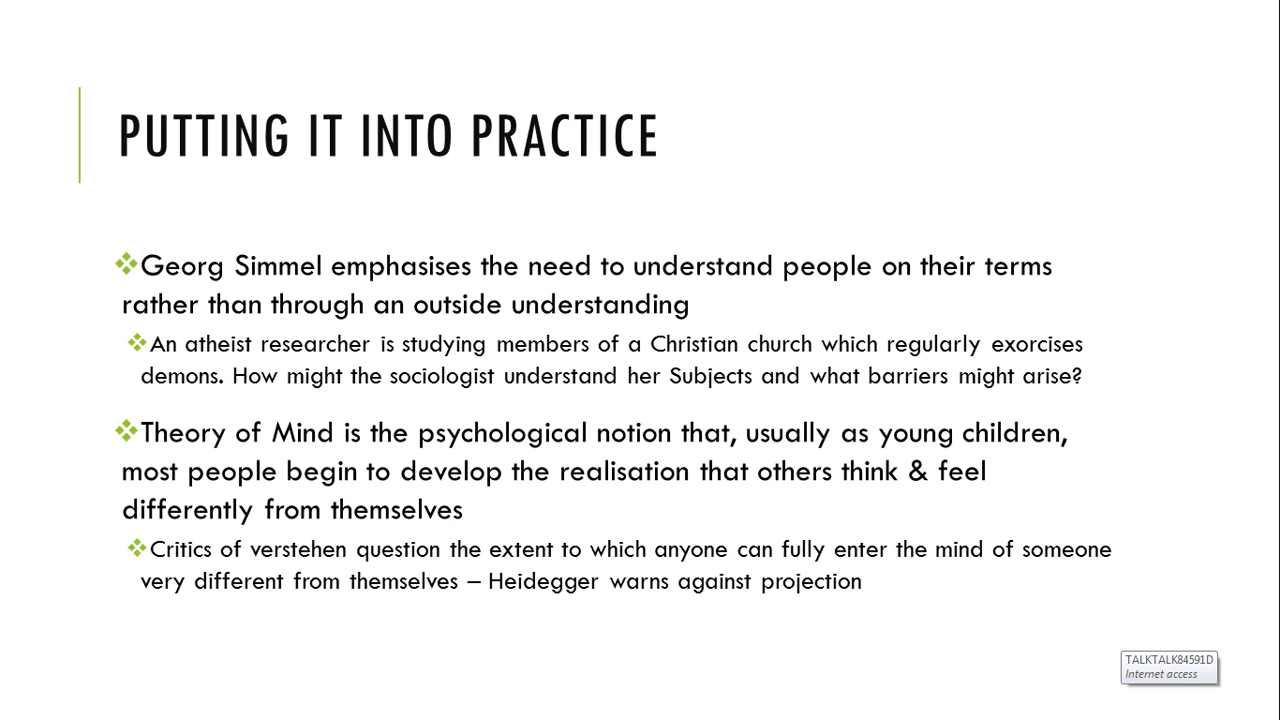 PUTTING IT INTO PRACTICE
Georg Simmel emphasises the need to understand people on their terms
rather than through an outside understanding
An atheist researcher is studying members of a Christian church which regularly exorcises
demons. How might the sociologist understand her Subjects and what barriers might arise?
Theory of Mind is the psychological notion that, usually as young children,
most people begin to develop the realisation that others think & feel
differently from themselves
Critics of verstehen question the extent to which anyone can fully enter the mind of someone
very different from themselves – Heidegger warns against projection
TALKTALK84591D
Internet access